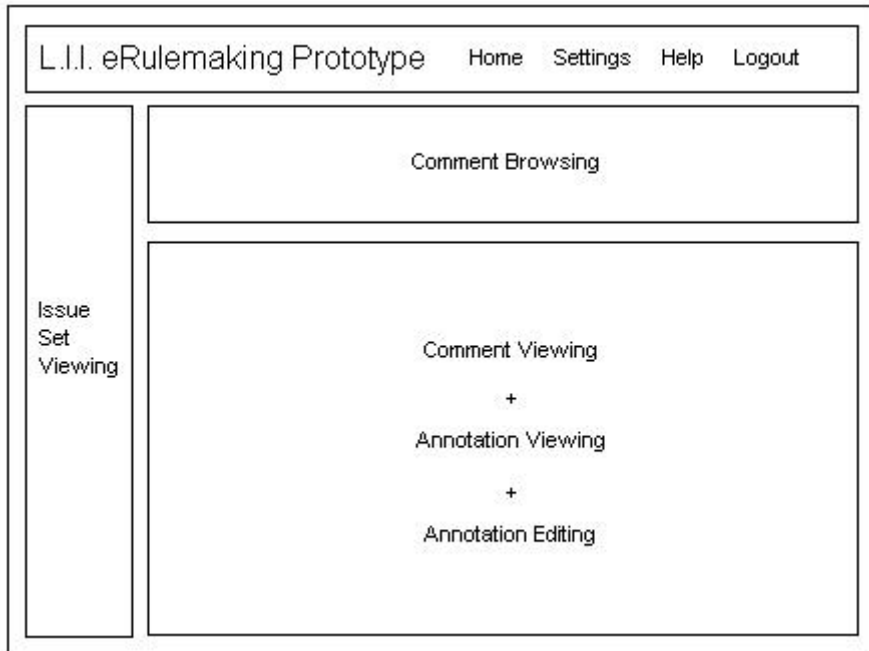 L.I.I. eRulemaking Prototype Home Settings Help Logout
Comment Browsing
Issue
Set
Viewing
Comment Viewing
+
Annotation Viewing
+
Annotation Editing